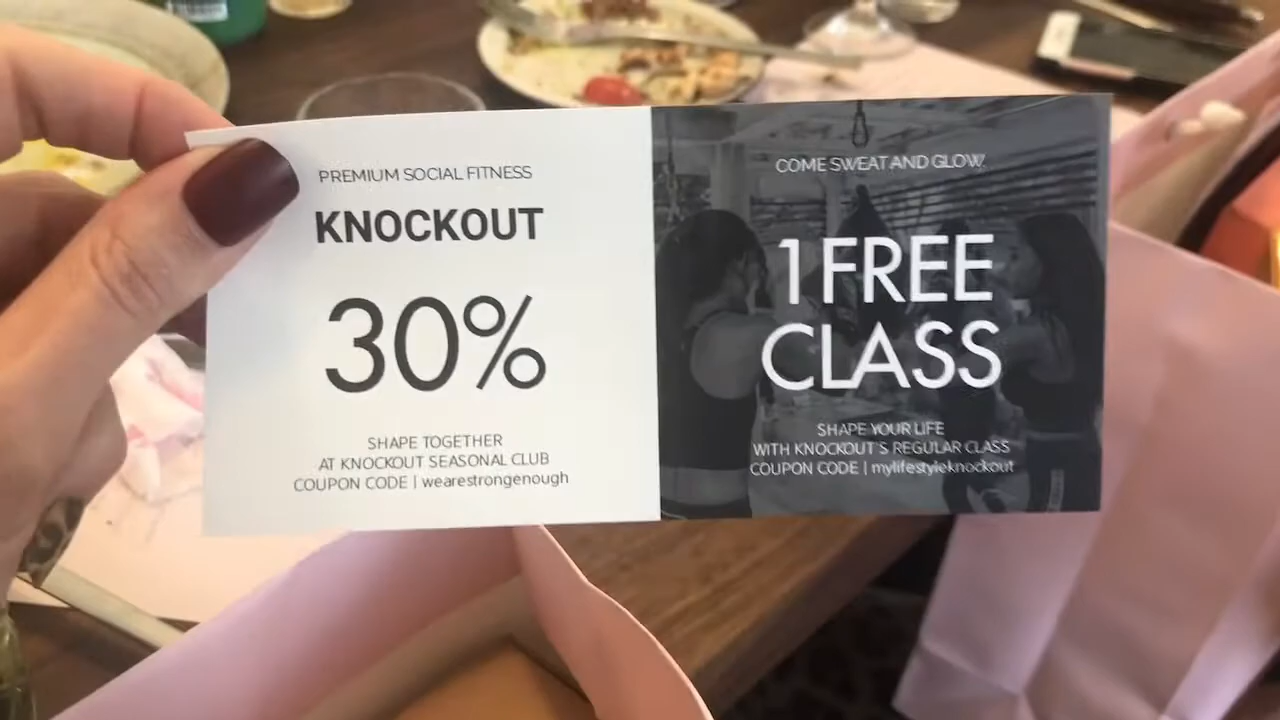 PREMIUM SOCIAL FITNESS
KNOCKOUT
30%
SHAPE TOGETHER
AT KNOCKOUT SEASONAL CLUB
COUPON CODE | wearestrongenough
COME SWEAT AND GLOW.
1 FREE
CLASS
SHAPE YOUR LIFE
WITH KNOCKOUT'S REGULAR CLASS
COUPON CODE | mylifestyleknockout